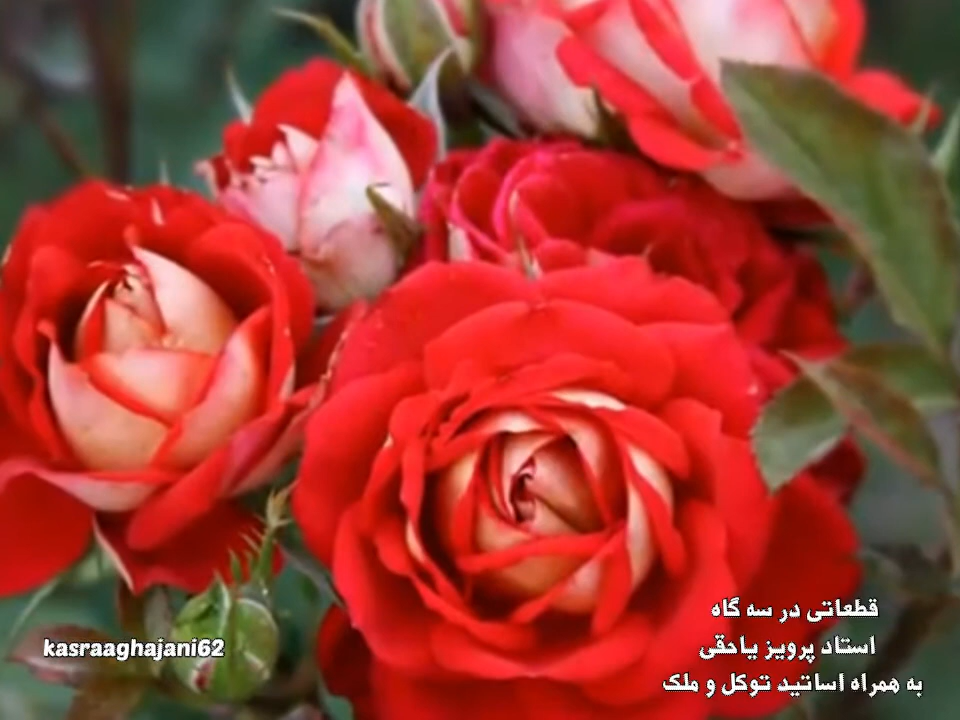 قطعاتی در سه گاه
استاد پرویز یاحقی
به همراه اساتید توکل و ملک
kasraaghajani62